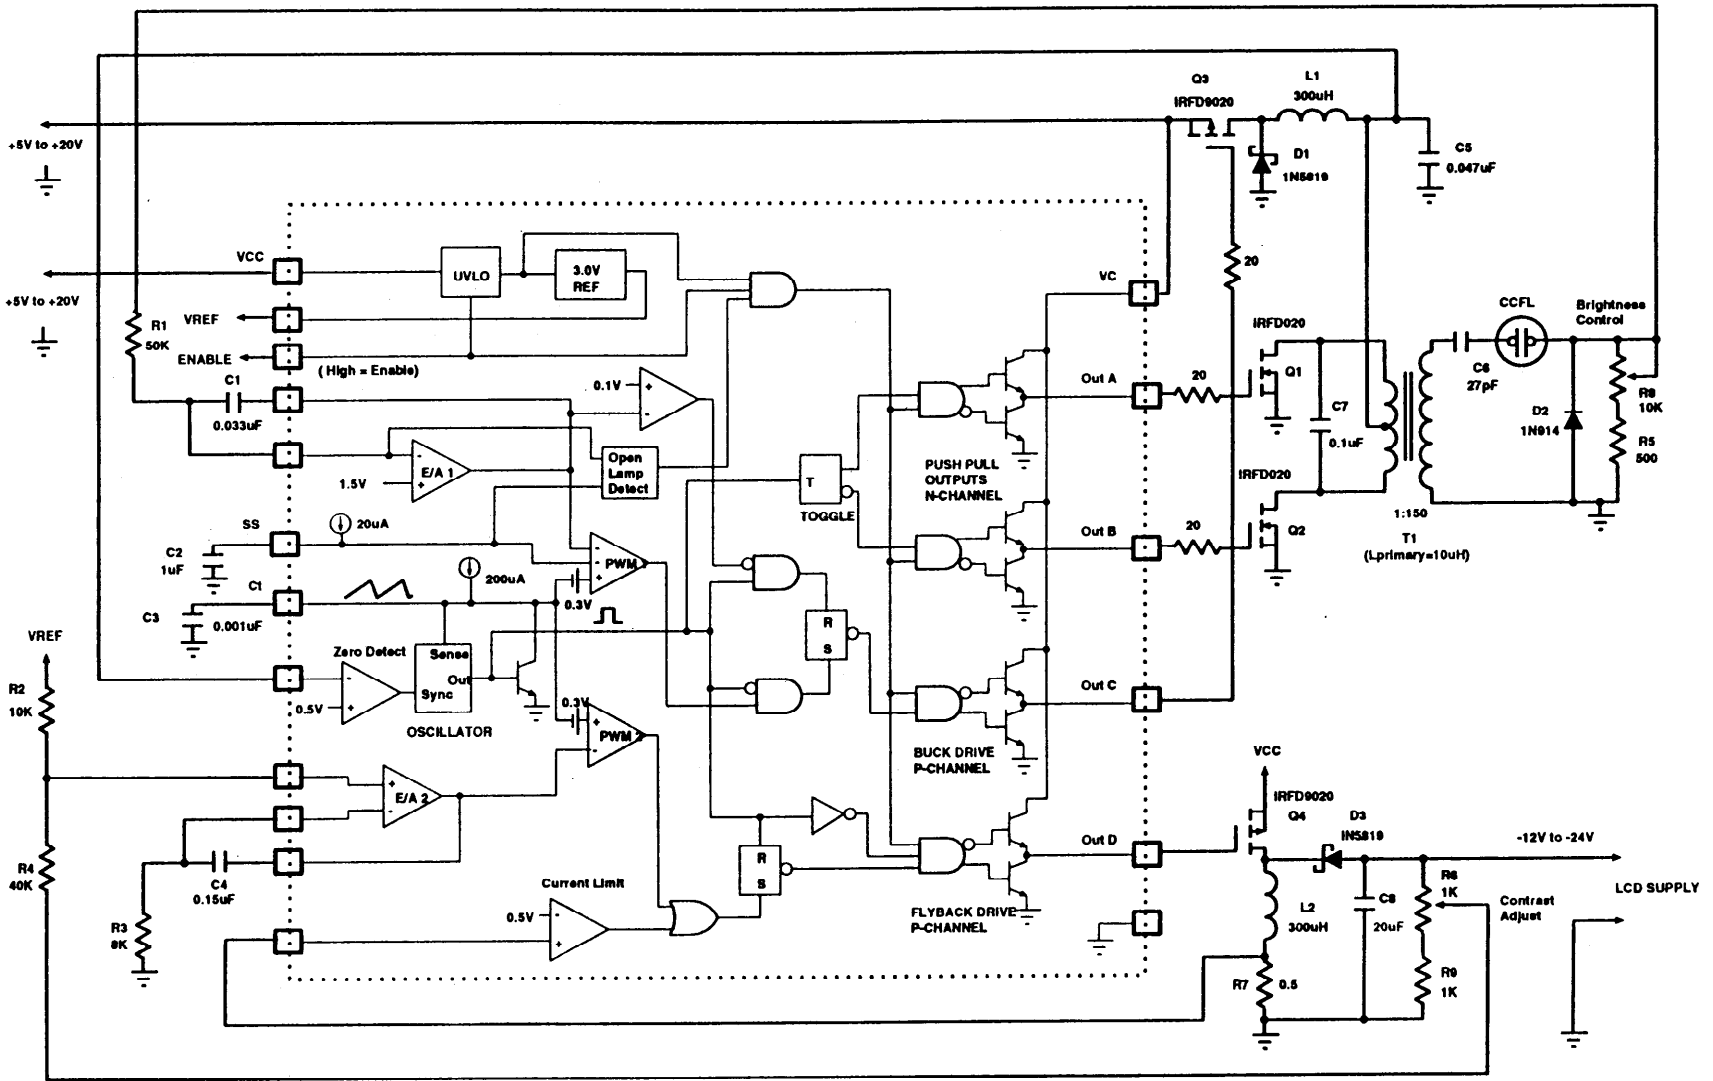 Q3
IRFD9020
L1
300uH
+5V to +20V
D1
1N5819
C5
0.047uF
VCC
UVLO
3.0V
REF
VC
20
+5V to +20V
VREF
R1
50K
ENABLE
( High = Enable)
IRFD020
CCFL
Brightness
Control
C1
0.033uF
0.1V
+
-
Out A
20
Q1
C6
27pF
R8
10K
C7
0.1uF
D2
1N914
R5
500
-
E/A 1
+
1.5V
Open
Lamp
Detect
T
TOGGLE
PUSH PULL
OUTPUTS
N-CHANNEL
IRFD020
1:150
T1
(Lprimary=10uH)
SS
20uA
C2
1uF
Out B
20
Q2
-
-
PWM 1
+
200uA
0.3V
Ct
C3
0.001uF
R
S
VREF
Zero Detect
Sense
Out
Sync
OSCILLATOR
-
+
0.5V
R2
10K
Out C
0.3V
+
PWM 2
-
BUCK DRIVE
P-CHANNEL
VCC
IRFD9020
Q4
D3
IN5819
-12V to -24V
+
E/A 2
-
Out D
R4
40K
C4
0.15uF
R
S
R6
1K
LCD SUPPLY
Current Limit
0.5V
-
+
FLYBACK DRIVE
P-CHANNEL
L2
300uH
C8
20uF
Contrast
Adjust
R3
8K
R7
0.5
R9
1K